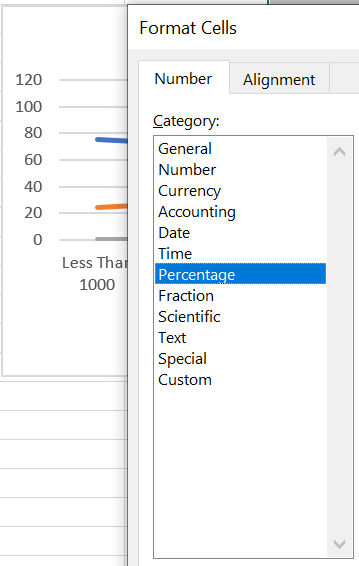 Format Cells
Number
Alignment
Category:
General
Number
Currency
Accounting
Date
Time
Percentage
Fraction
Scientific
Text
Special
Custom
120
100
80
60
40
20
0
Less Than
1000